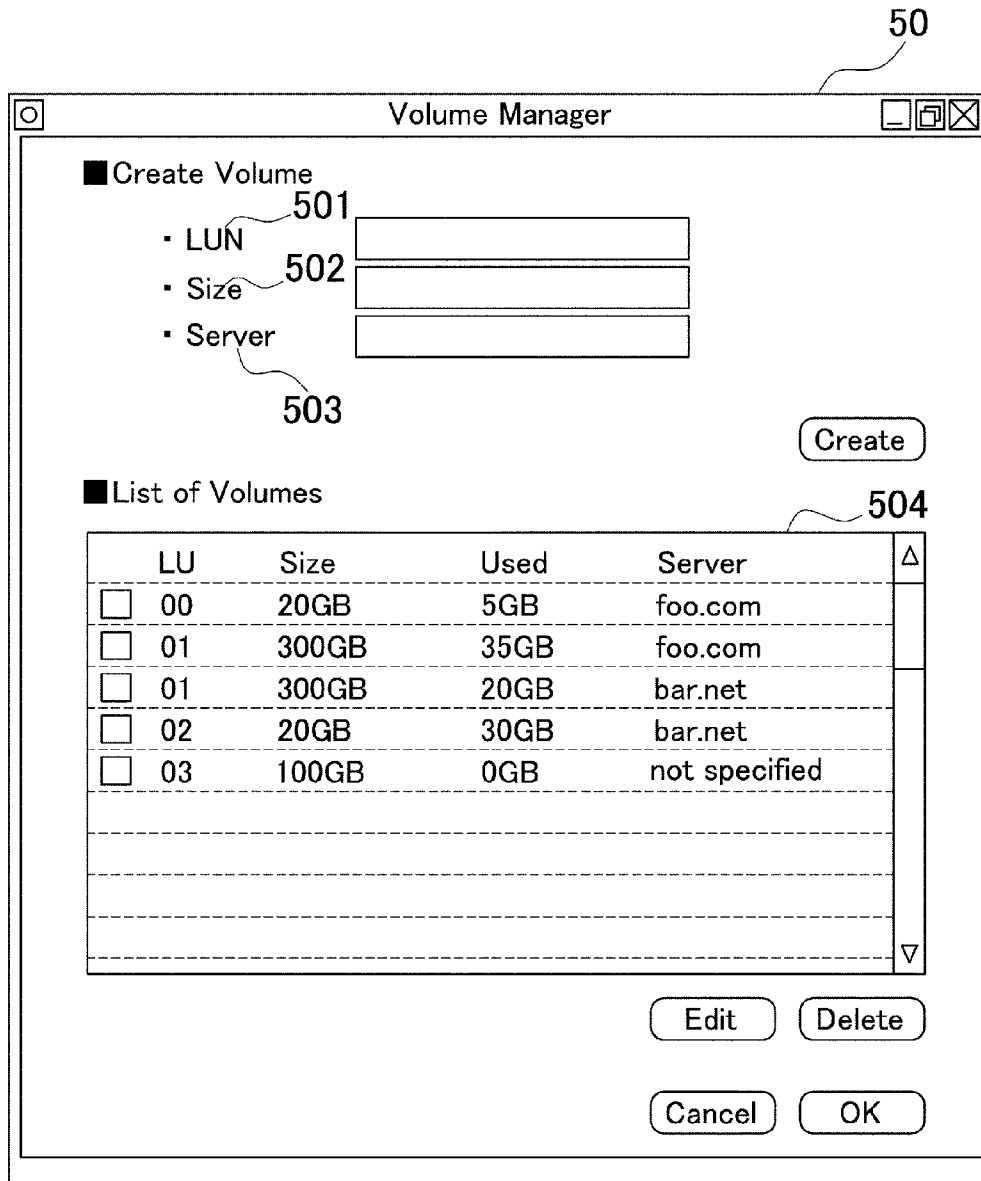 50
Volume Manager
■Create Volume
501
・LUN
502
・Size
・Server
503
Create
■List of Volumes
504
LU Size Used Server
00 20GB 5GB foo.com
01 300GB 35GB foo.com
01 300GB 20GB bar.net
02 20GB 30GB bar.net
03 100GB 0GB not specified
Edit Delete
Cancel OK